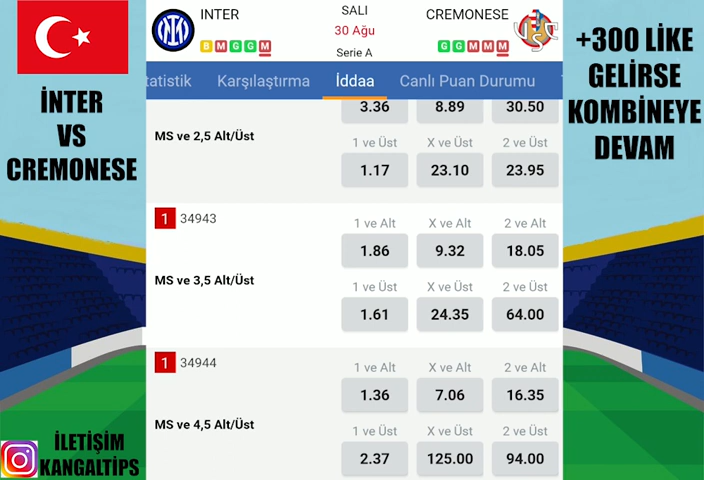 İNTER
VS
CREMONESE
İLETİŞİM
KANGALTİPS
INTER
B M G G M
SALI
30 Ağu
Serie A
CREMONESE
G G M M M
tatistik Karşılaştırma İddaa Canlı Puan Durumu
3.36 8.89 30.50
MS ve 2,5 Alt/Üst
1 ve Üst X ve Üst 2 ve Üst
1.17 23.10 23.95
1 34943
1 ve Alt X ve Alt 2 ve Alt
1.86 9.32 18.05
MS ve 3,5 Alt/Üst
1 ve Üst X ve Üst 2 ve Üst
1.61 24.35 64.00
1 34944
1 ve Alt X ve Alt 2 ve Alt
1.36 7.06 16.35
MS ve 4,5 Alt/Üst
1 ve Üst X ve Üst 2 ve Üst
2.37 125.00 94.00
+300 LİKE
GELİRSE
KOMBİNEYE
DEVAM